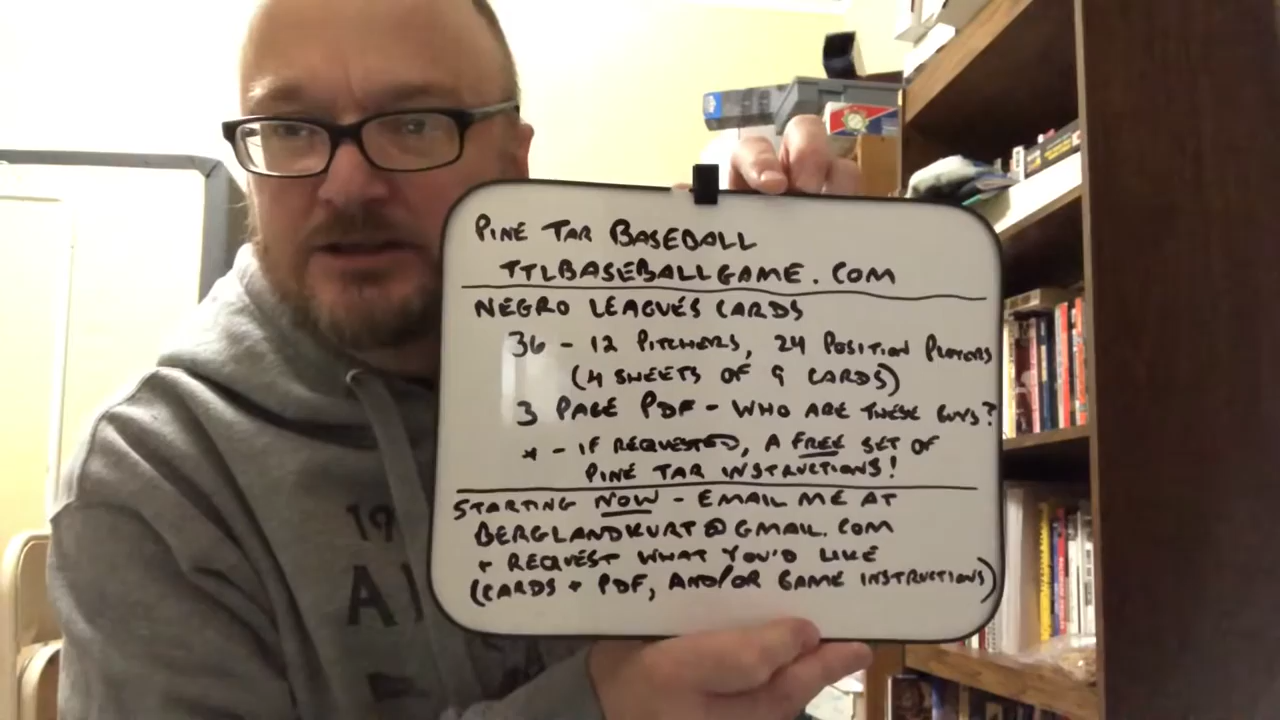 PINE TAR BASEBALL
TTLBASEBALLGAME.COM
NEGRO LEAGUES CARDS
36 - 12 PITCHERS, 24 POSITION PLAYERS
(4 SHEETS OF 9 CARDS)
3 PAGE PDF - WHO ARE THESE GUYS?
* - IF REQUESTED, A FREE SET OF
PINE TAR INSTRUCTIONS!
STARTING NOW - EMAIL ME AT
BERGLANDKURT@GMAIL.COM
+ REQUEST WHAT YOU'D LIKE
(CARDS + PDF, AND/OR GAME INSTRUCTIONS)
19
A